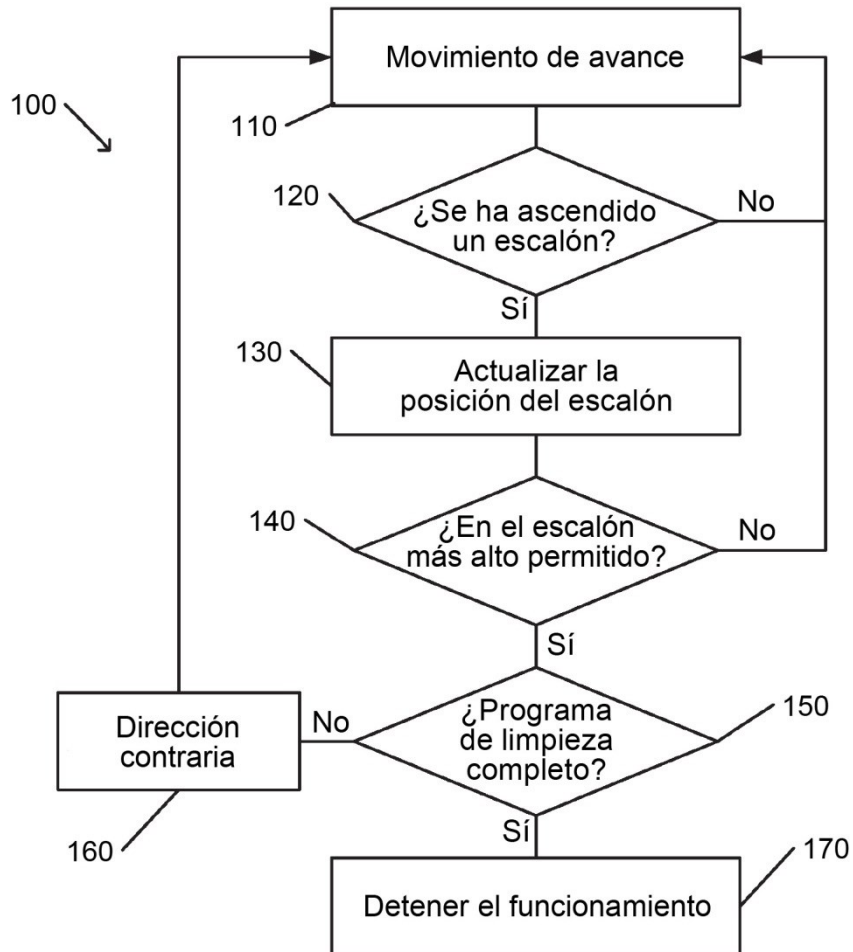 Movimiento de avance
100
110
120
¿Se ha ascendido
un escalón?
No
Sí
130
Actualizar la
posición del escalón
140
¿En el escalón
más alto permitido?
No
Sí
¿Programa
de limpieza
completo?
150
No
Dirección
contraria
160
Sí
170
Detener el funcionamiento